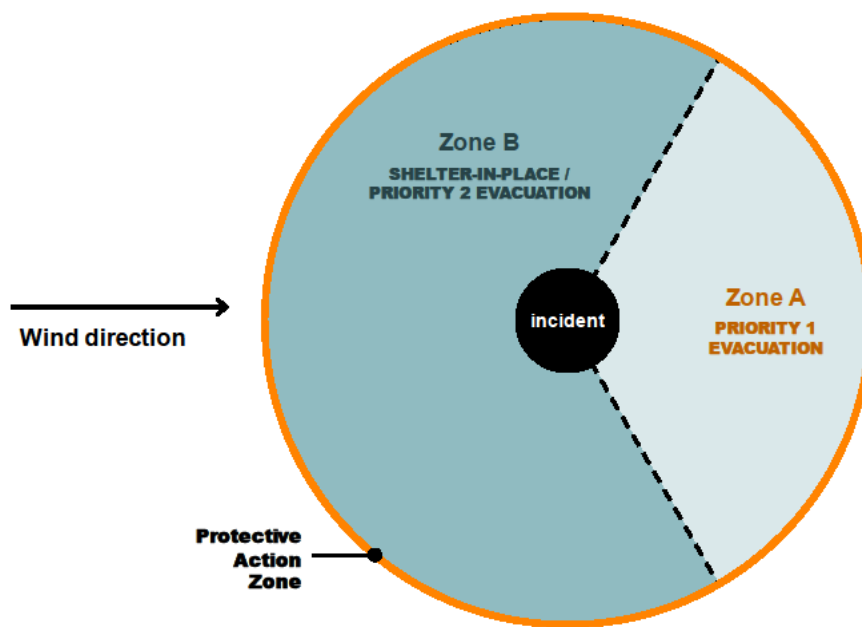 Zone B
SHELTER-IN-PLACE /
PRIORITY 2 EVACUATION
Zone A
PRIORITY 1
EVACUATION
incident
Wind direction
Protective
Action
Zone